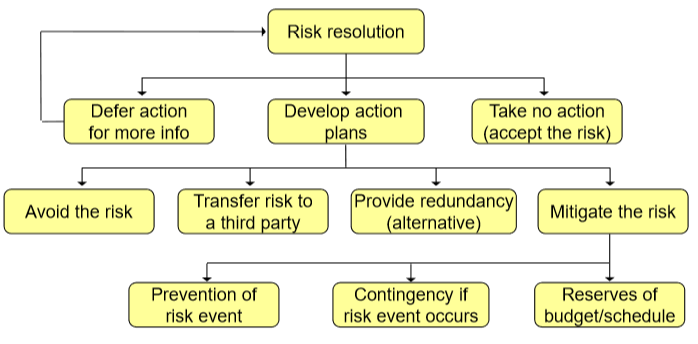 Risk resolution
Defer action
for more info
Develop action
plans
Take no action
(accept the risk)
Avoid the risk
Transfer risk to
a third party
Provide redundancy
(alternative)
Mitigate the risk
Prevention of
risk event
Contingency if
risk event occurs
Reserves of
budget/schedule